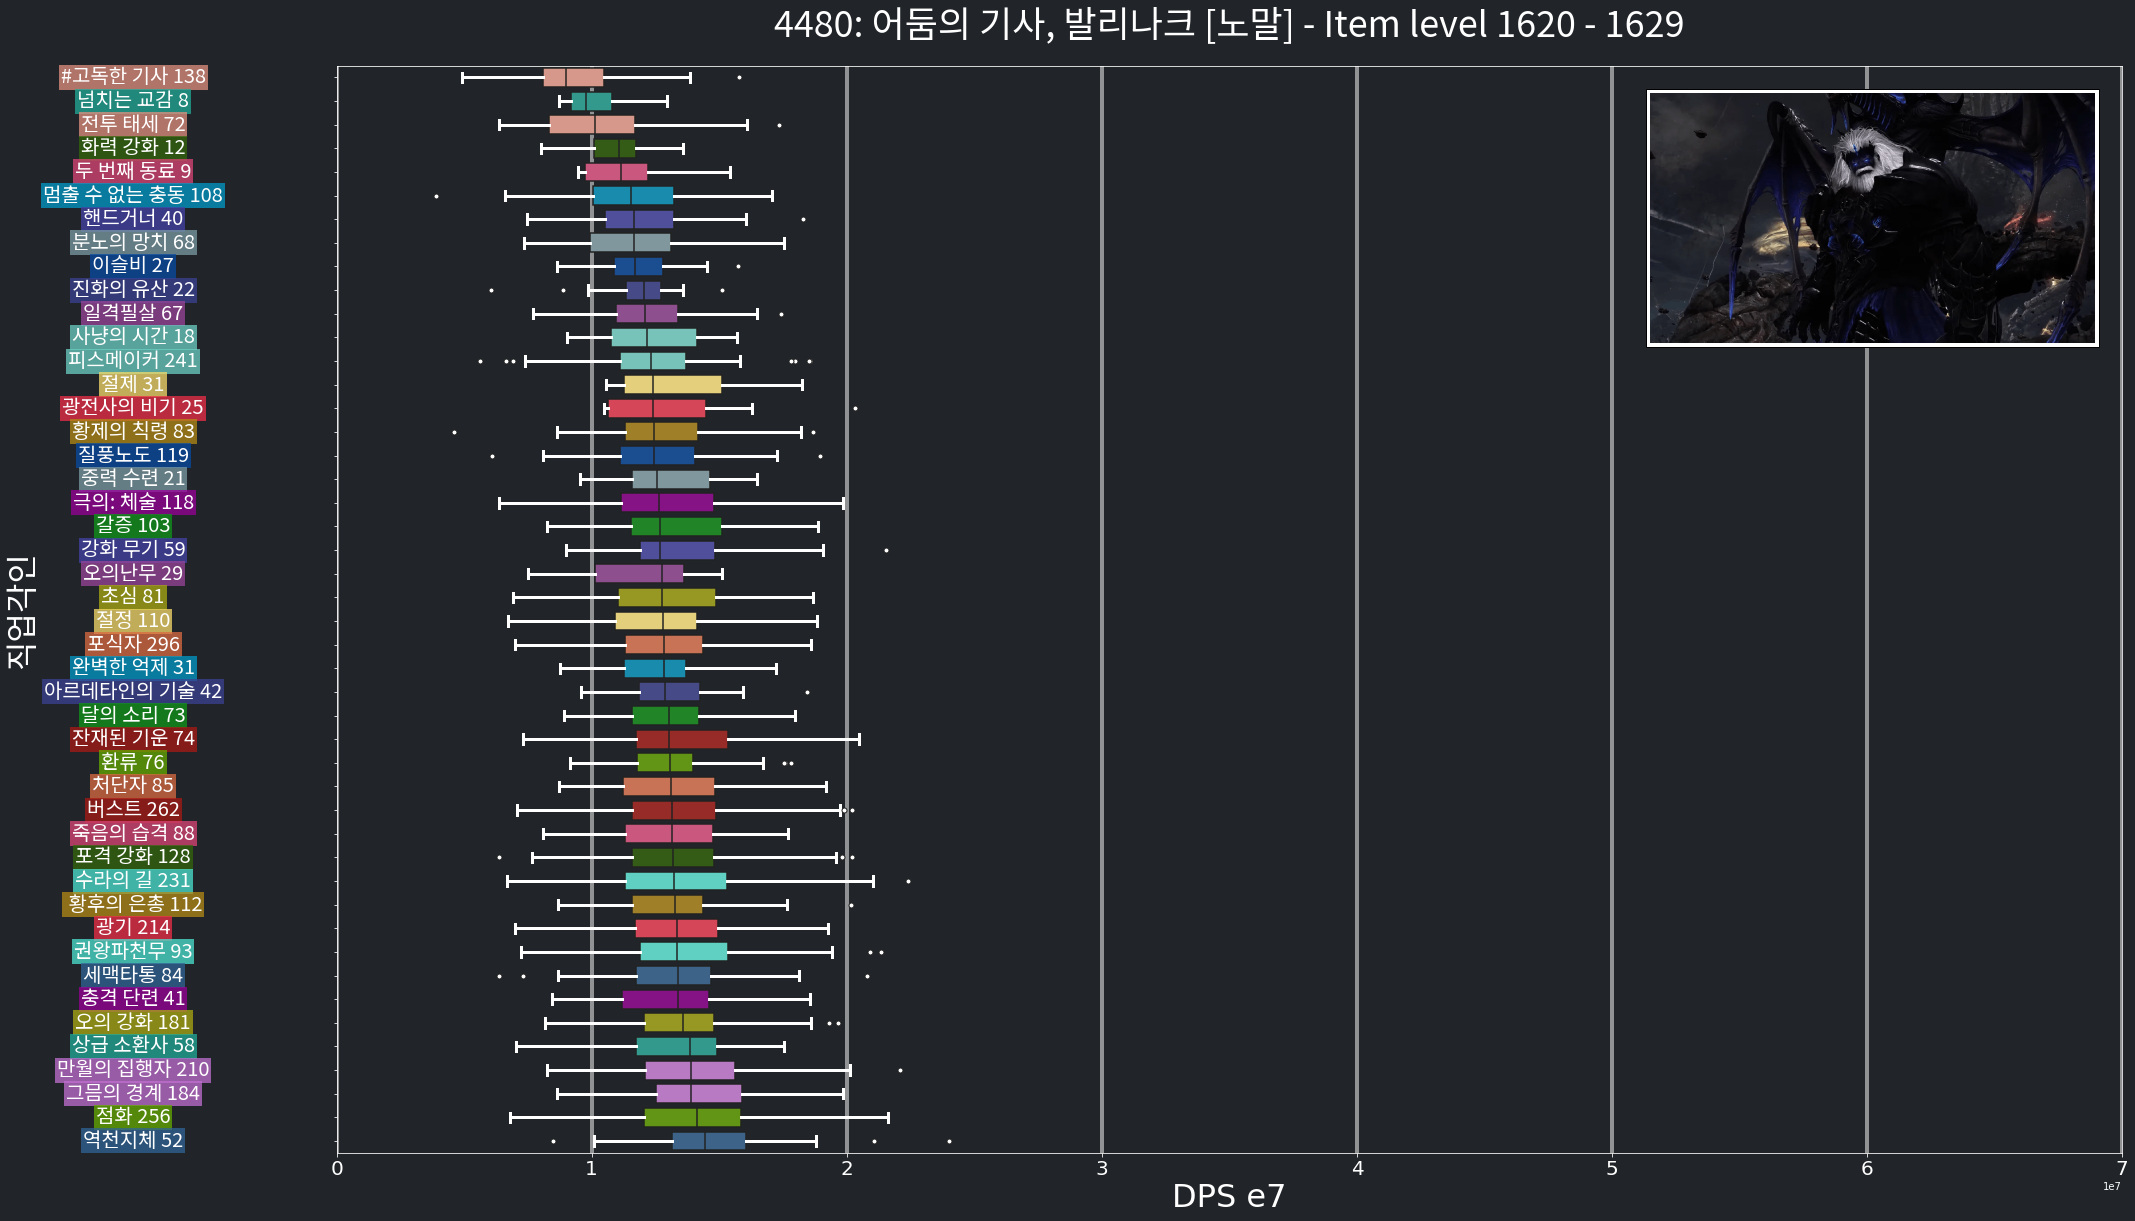 4480: 어둠의 기사, 발리나크 [노말] - Item level 1620 - 1629
#고독한 기사 138
넘치는 교감 8
전투 태세 72
화력 강화 12
두 번째 동료 9
멈출 수 없는 충동 108
핸드거너 40
분노의 망치 68
이슬비 27
진화의 유산 22
일격필살 67
사냥의 시간 18
피스메이커 241
절제 31
광전사의 비기 25
황제의 칙령 83
질풍노도 119
중력 수련 21
극의: 체술 118
갈증 103
강화 무기 59
오의난무 29
초심 81
절정 110
포식자 296
완벽한 억제 31
아르데타인의 기술 42
달의 소리 73
잔재된 기운 74
환류 76
처단자 85
버스트 262
죽음의 습격 88
포격 강화 128
수라의 길 231
황후의 은총 112
광기 214
권왕파천무 93
세맥타통 84
충격 단련 41
오의 강화 181
상급 소환사 58
만월의 집행자 210
그믐의 경계 184
점화 256
역천지체 52
직업각인
0 1 2 3 4 5 6 7
1e7
DPS e7